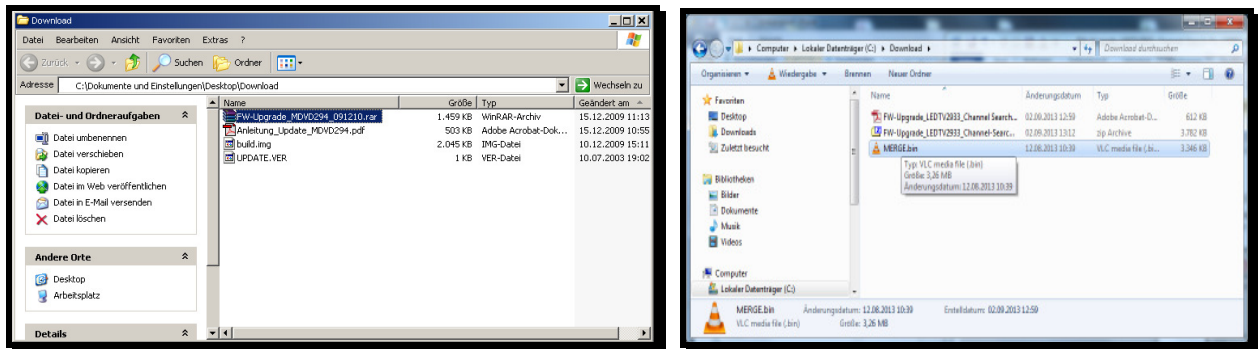 Download
Datei Bearbeiten Ansicht Favoriten Extras ?
Zurück Suchen Ordner
Adresse C:\Dokumente und Einstellungen\Desktop\Download Wechseln zu
Datei- und Ordneraufgaben
Datei umbenennen
Datei verschieben
Datei kopieren
Datei im Web veröffentlichen
Datei in E-Mail versenden
Datei löschen
Andere Orte
Desktop
Arbeitsplatz
Details
Name Größe Typ Geändert am
FW-Upgrade_MDVD294_091210.rar 1.459 KB WinRAR-Archiv 15.12.2009 11:13
Anleitung_Update_MDVD294.pdf 503 KB Adobe Acrobat-Dok... 15.12.2009 10:55
build.img 2.045 KB IMG-Datei 10.12.2009 15:11
UPDATE.VER 1 KB VER-Datei 10.07.2003 19:02
Computer Lokaler Datenträger (C:) Download Download durchsuchen
Organisieren Wiedergabe Brennen Neuer Ordner
Favoriten
Desktop
Downloads
Zuletzt besucht
Bibliotheken
Bilder
Dokumente
Musik
Videos
Computer
Lokaler Datenträger (C:)
Name Änderungsdatum Typ Größe
FW-Upgrade_LEDTV2933_Channel Search... 02.09.2013 12:59 Adobe Acrobat-D... 612 KB
FW-Upgrade_LEDTV2933_Channel-Searc... 02.09.2013 13:12 zip Archive 3.782 KB
MERGE.bin 12.08.2013 10:39 VLC media file (.bi... 3.346 KB
Typ: VLC media file (.bin)
Größe: 3,26 MB
Änderungsdatum: 12.08.2013 10:39
MERGE.bin Änderungsdatum: 12.08.2013 10:39 Erstelldatum: 02.09.2013 12:59
VLC media file (.bin) Größe: 3,26 MB